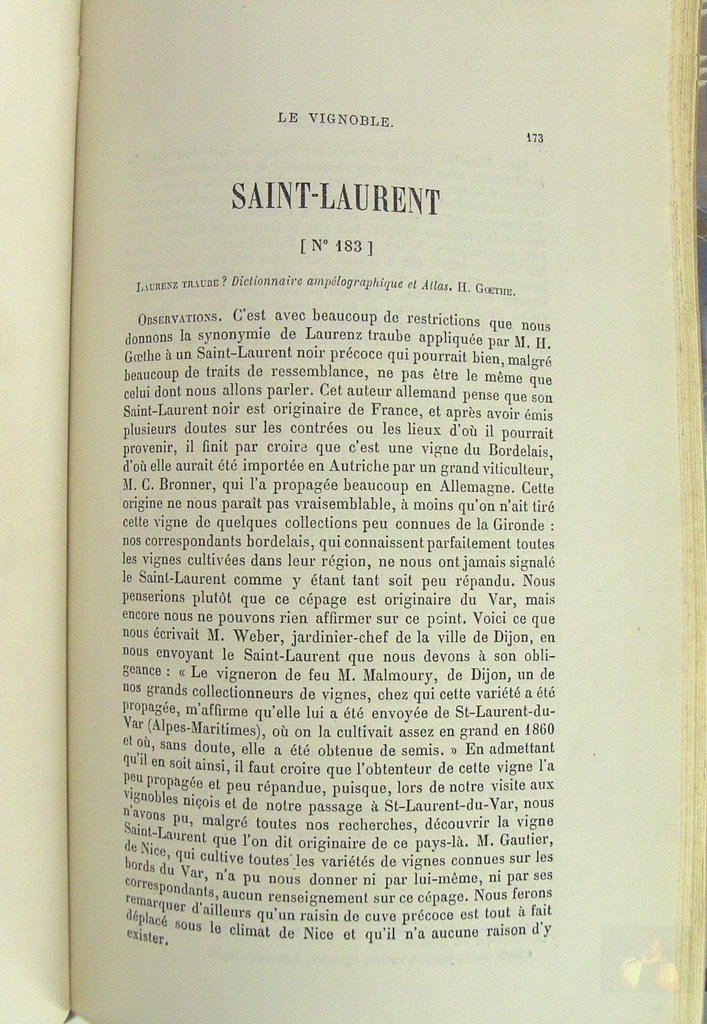 LE VIGNOBLE.
173
SAINT-LAURENT
[ N° 183 ]
LAURENZ TRAUBE ? Dictionnaire ampélographique et Atlas. H. GŒTHE.
OBSERVATIONS. C'est avec beaucoup de restrictions que nous
donnons la synonymie de Laurenz traube appliquée par M. H.
Gœthe à un Saint-Laurent noir précoce qui pourrait bien, malgré
beaucoup de traits de ressemblance, ne pas être le même que
celui dont nous allons parler. Cet auteur allemand pense que son
Saint-Laurent noir est originaire de France, et après avoir émis
plusieurs doutes sur les contrées ou les lieux d'où il pourrait
provenir, il finit par croire que c'est une vigne du Bordelais,
d'où elle aurait été importée en Autriche par un grand viticulteur,
M. C. Bronner, qui l'a propagée beaucoup en Allemagne. Cette
origine ne nous paraît pas vraisemblable, à moins qu'on n'ait tiré
cette vigne de quelques collections peu connues de la Gironde :
nos correspondants bordelais, qui connaissent parfaitement toutes
les vignes cultivées dans leur région, ne nous ont jamais signalé
le Saint-Laurent comme y étant tant soit peu répandu. Nous
penserions plutôt que ce cépage est originaire du Var, mais
encore nous ne pouvons rien affirmer sur ce point. Voici ce que
nous écrivait M. Weber, jardinier-chef de la ville de Dijon, en
nous envoyant le Saint-Laurent que nous devons à son obli-
geance : « Le vigneron de feu M. Malmoury, de Dijon, un de
nos grands collectionneurs de vignes, chez qui cette variété a été
propagée, m'affirme qu'elle lui a été envoyée de St-Laurent-du-
Var (Alpes-Maritimes), où on la cultivait assez en grand en 1860
et où, sans doute, elle a été obtenue de semis. » En admettant
qu'il en soit ainsi, il faut croire que l'obtenteur de cette vigne l'a
peu propagée et peu répandue, puisque, lors de notre visite aux
vignobles niçois et de notre passage à St-Laurent-du-Var, nous
n'avons pu, malgré toutes nos recherches, découvrir la vigne
Saint-Laurent que l'on dit originaire de ce pays-là. M. Gautier,
de Nice, qui cultive toutes les variétés de vignes connues sur les
bords du Var, n'a pu nous donner ni par lui-même, ni par ses
correspondants, aucun renseignement sur ce cépage. Nous ferons
remarquer d'ailleurs qu'un raisin de cuve précoce est tout à fait
déplacé sous le climat de Nice et qu'il n'a aucune raison d'y
exister.